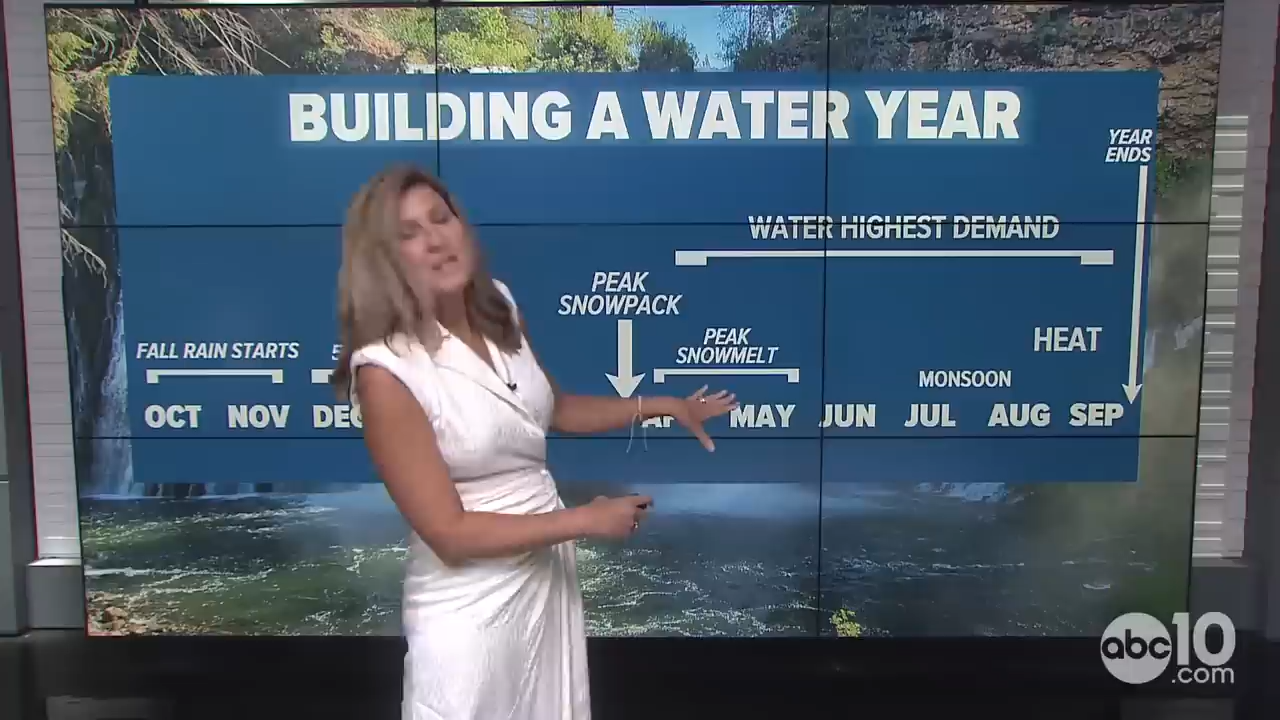 BUILDING A WATER YEAR
YEAR
ENDS
WATER HIGHEST DEMAND
PEAK
SNOWPACK
PEAK
SNOWMELT
HEAT
FALL RAIN STARTS
MONSOON
OCT NOV DEC MAY JUN JUL AUG SEP
abc10
.com